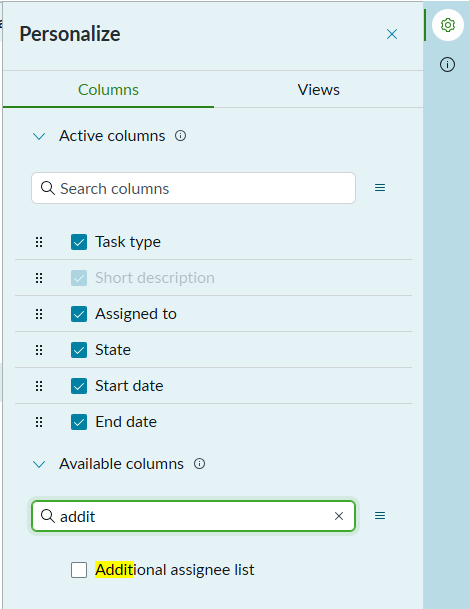 Personalize
Columns
Views
Active columns
Search columns
Task type
Short description
Assigned to
State
Start date
End date
Available columns
addit
Additional assignee list